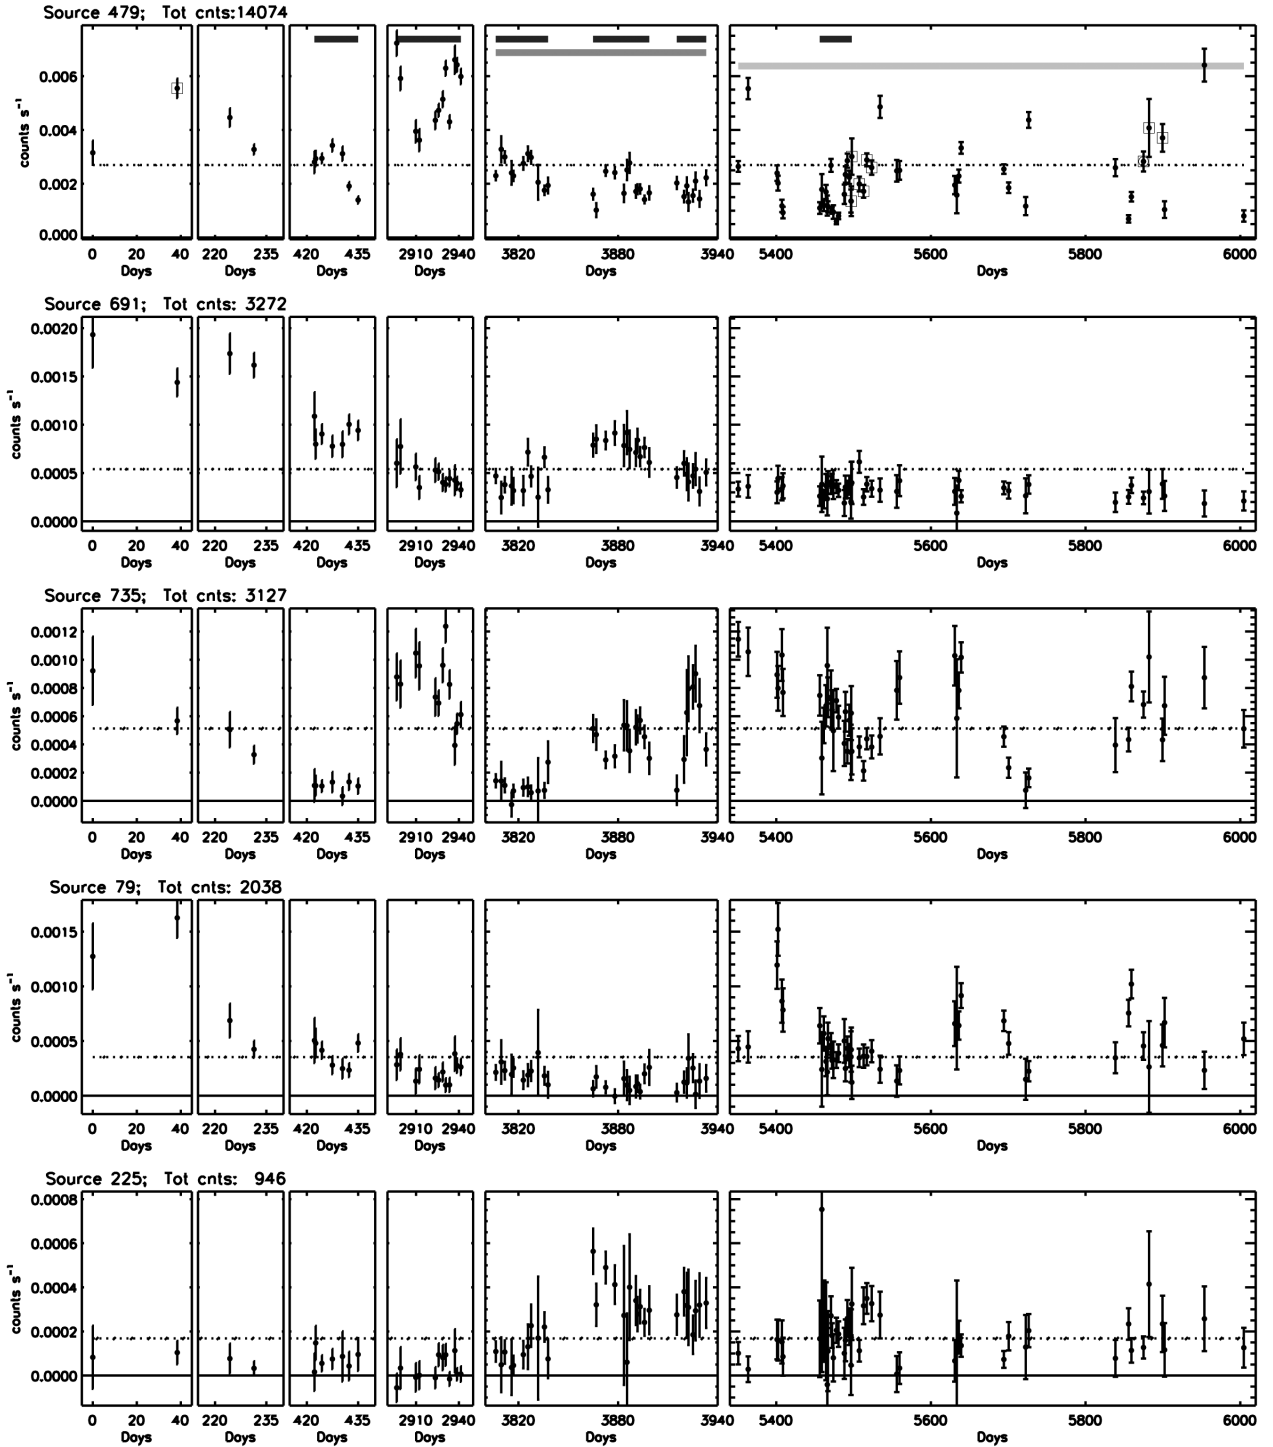 Source 479; Tot cnts:14074
counts s⁻¹
0.006
0.004
0.002
0.000
0 20 40 220 235 420 435 2910 2940 3820 3880 3940 5400 5600 5800 6000
Days Days Days Days Days Days
Source 691; Tot cnts: 3272
counts s⁻¹
0.0020
0.0015
0.0010
0.0005
0.0000
0 20 40 220 235 420 435 2910 2940 3820 3880 3940 5400 5600 5800 6000
Days Days Days Days Days Days
Source 735; Tot cnts: 3127
counts s⁻¹
0.0012
0.0010
0.0008
0.0006
0.0004
0.0002
0.0000
0 20 40 220 235 420 435 2910 2940 3820 3880 3940 5400 5600 5800 6000
Days Days Days Days Days Days
Source 79; Tot cnts: 2038
counts s⁻¹
0.0015
0.0010
0.0005
0.0000
0 20 40 220 235 420 435 2910 2940 3820 3880 3940 5400 5600 5800 6000
Days Days Days Days Days Days
Source 225; Tot cnts: 946
counts s⁻¹
0.0008
0.0006
0.0004
0.0002
0.0000
0 20 40 220 235 420 435 2910 2940 3820 3880 3940 5400 5600 5800 6000
Days Days Days Days Days Days